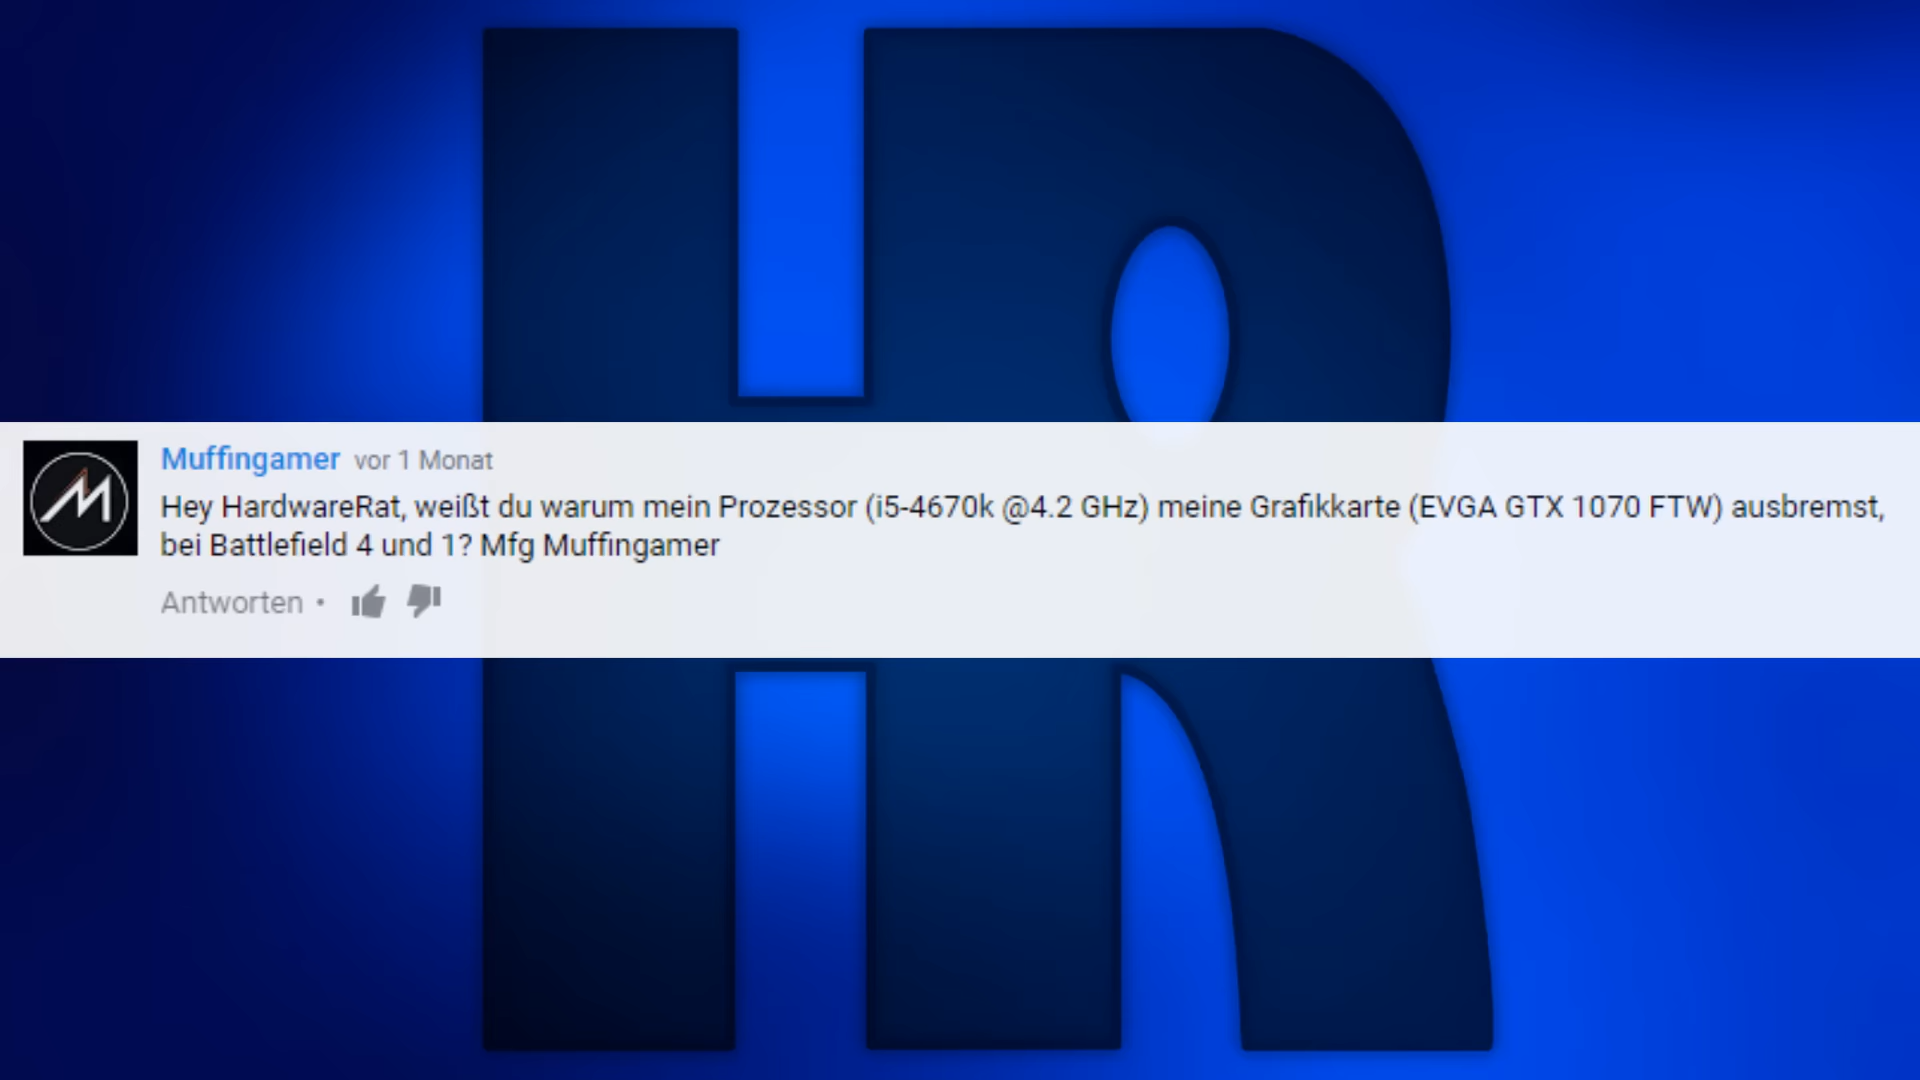 HR
Muffingamer vor 1 Monat
Hey HardwareRat, weißt du warum mein Prozessor (i5-4670k @4.2 GHz) meine Grafikkarte (EVGA GTX 1070 FTW) ausbremst,
bei Battlefield 4 und 1? Mfg Muffingamer
Antworten •